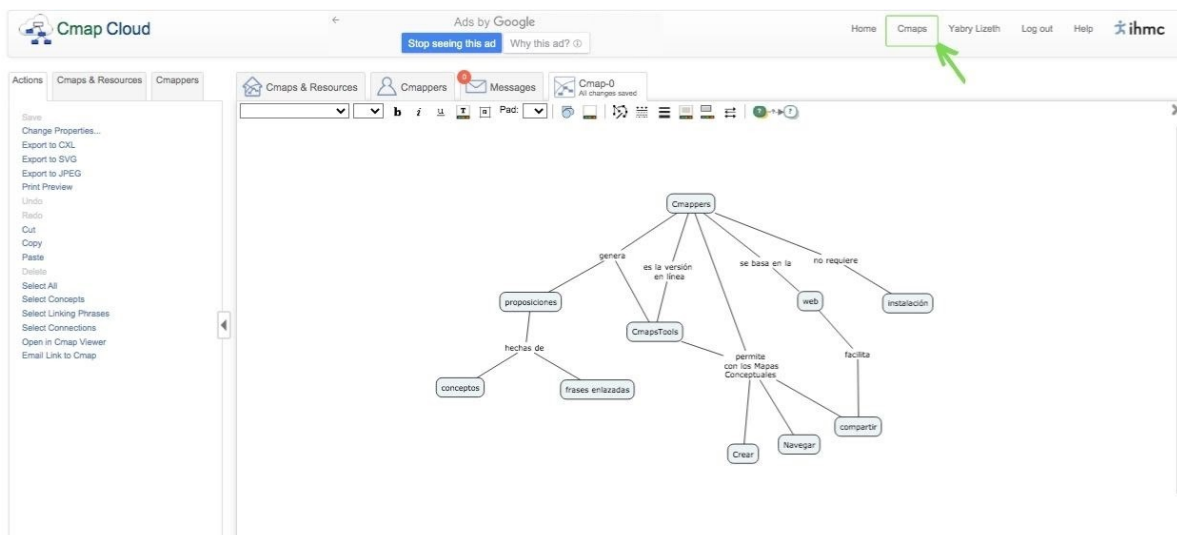 Cmap Cloud
Ads by Google
Stop seeing this ad
Why this ad?
Home
Cmaps
Yabry Lizeth
Log out
Help
ihmc
Actions
Cmaps & Resources
Cmappers
Cmaps & Resources
Cmappers
0
Messages
Cmap-0
All changes saved
b i u
Pad:
Save
Change Properties...
Export to CXL
Export to SVG
Export to JPEG
Print Preview
Undo
Redo
Cut
Copy
Paste
Delete
Select All
Select Concepts
Select Linking Phrases
Select Connections
Open in Cmap Viewer
Email Link to Cmap
Cmappers
genera
es la versión
en línea
se basa en la
no requiere
proposiciones
web
instalación
CmapsTools
hechas de
permite
con los Mapas
Conceptuales
facilita
conceptos
frases enlazadas
compartir
Navegar
Crear